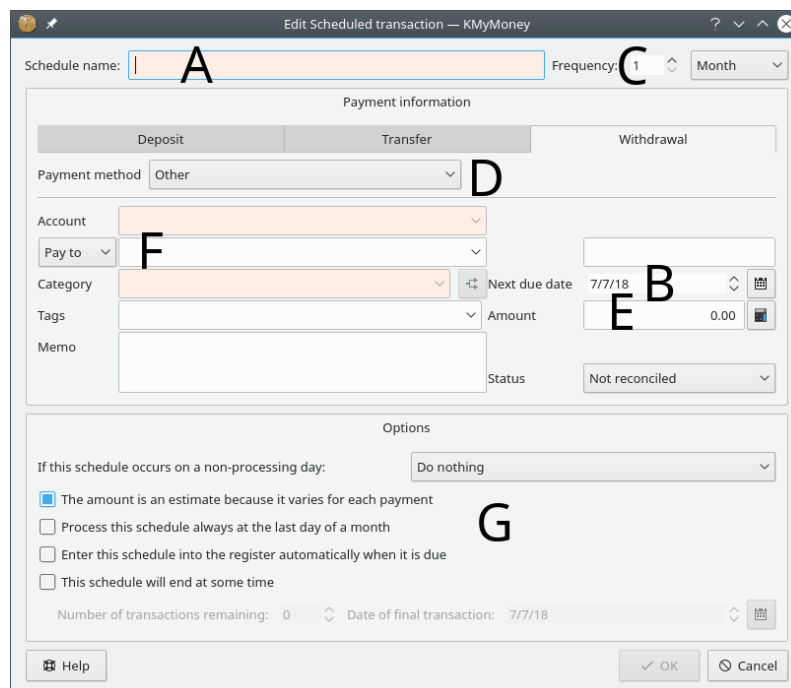 Edit Scheduled transaction — KMyMoney
Schedule name: A Frequency: C 1 Month
Payment information
Deposit Transfer Withdrawal
Payment method Other D
Account
Pay to F
Category Next due date 7/7/18 B
Tags Amount E 0.00
Memo
Status Not reconciled
Options
If this schedule occurs on a non-processing day: Do nothing
The amount is an estimate because it varies for each payment
Process this schedule always at the last day of a month G
Enter this schedule into the register automatically when it is due
This schedule will end at some time
Number of transactions remaining: 0 Date of final transaction: 7/7/18
Help OK Cancel